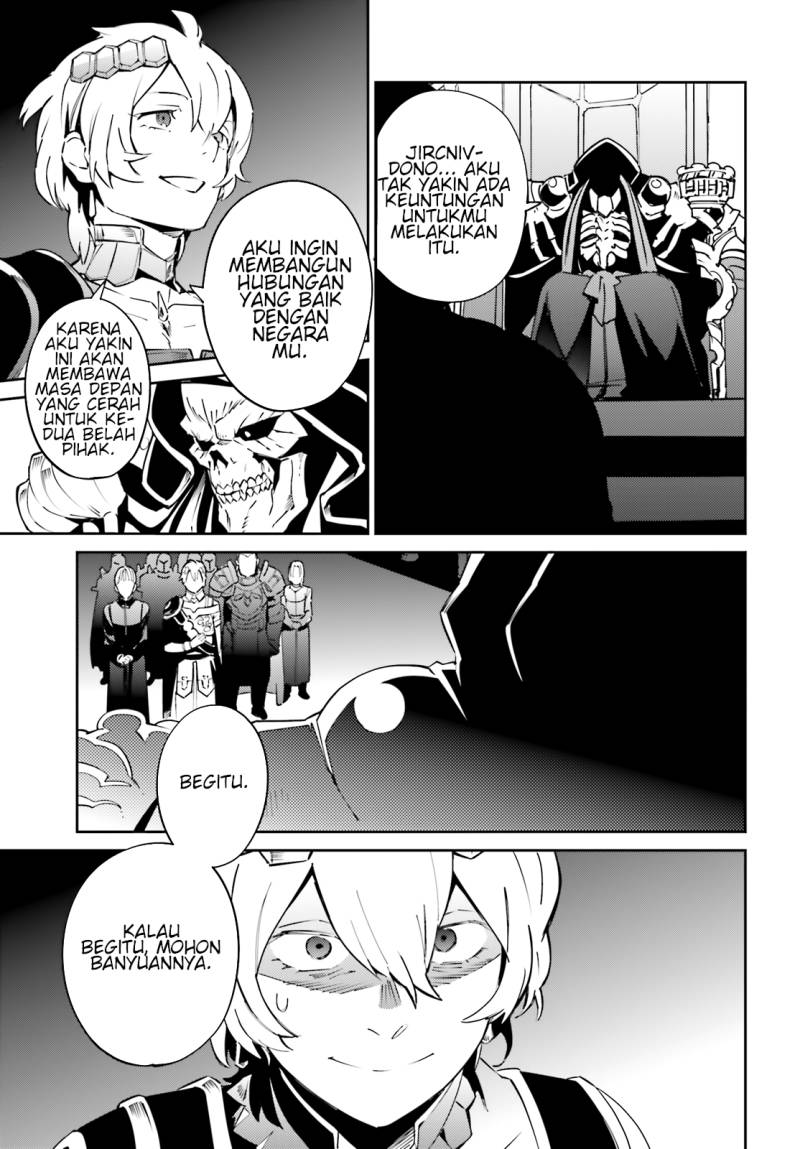 JIRCNIV-
DONO... AKU
TAK YAKIN ADA
KEUNTUNGAN
UNTUKMU
MELAKUKAN
ITU.
AKU INGIN
MEMBANGUN
HUBUNGAN
YANG BAIK
DENGAN
NEGARA
MU.
KARENA
AKU YAKIN
INI AKAN
MEMBAWA
MASA DEPAN
YANG CERAH
UNTUK KE-
DUA BELAH
PIHAK.
BEGITU.
KALAU
BEGITU, MOHON
BANYUANNYA.